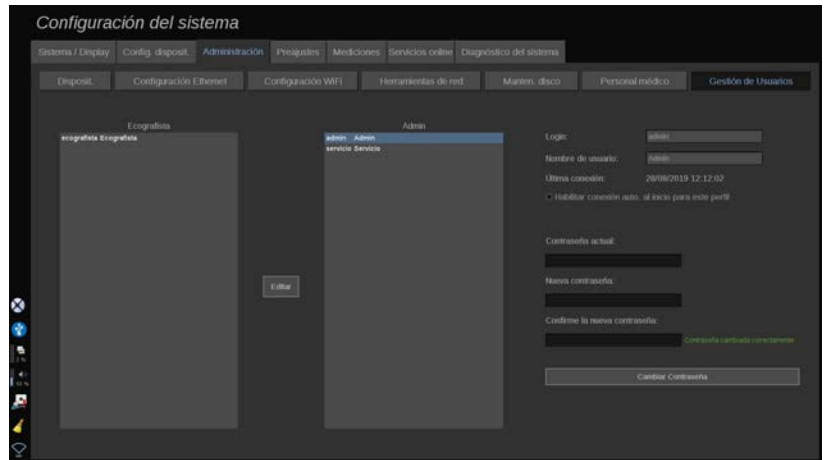 Configuración del sistema
Sistema / Display Config. disposit. Administración Preajustes Mediciones Servicios online Diagnóstico del sistema
Disposit. Configuración Ethernet Configuración WiFi Herramientas de red Manten. disco Personal médico Gestión de Usuarios
Ecografista
ecografista Ecografista
Admin
admin Admin
servicio Servicio
Editar
Login: admin
Nombre de usuario: Admin
Última conexión: 28/08/2019 12:12:02
Habilitar conexión auto. al inicio para este perfil
Contraseña actual:
Nueva contraseña:
Confirme la nueva contraseña:
Contraseña cambiada correctamente
Cambiar Contraseña
2 %